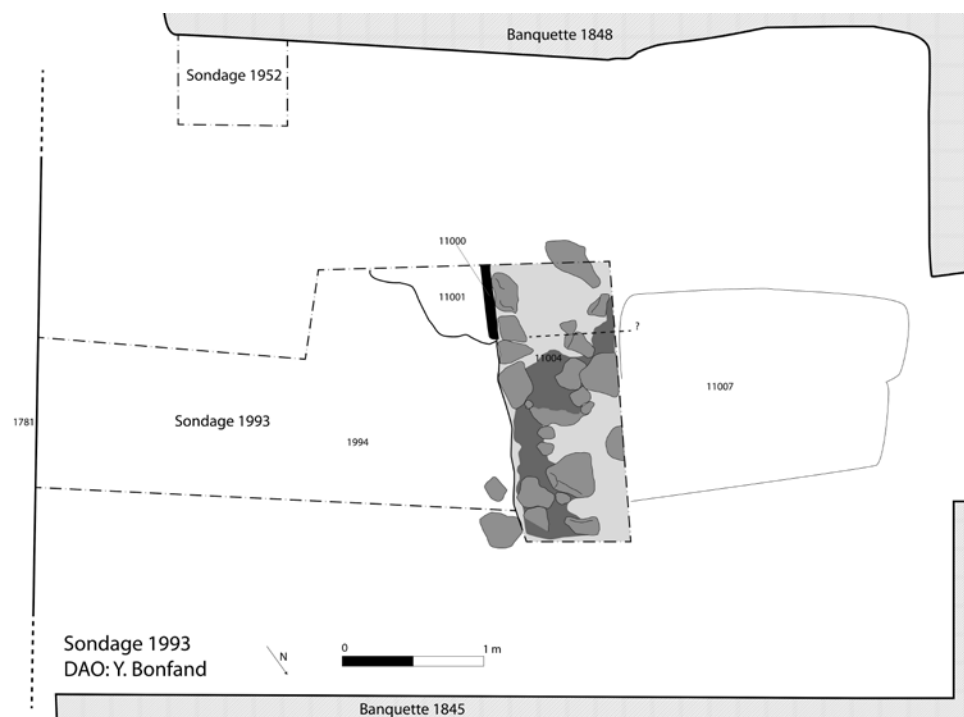 Banquette 1848
Sondage 1952
11000
11001
?
11004
11007
1781
Sondage 1993
1994
Sondage 1993
DAO: Y. Bonfand
N
0
1 m
Banquette 1845